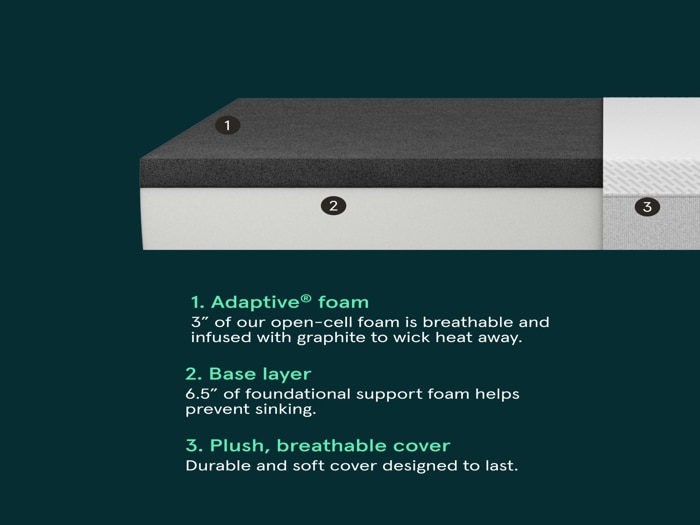 1
2
3
1. Adaptive® foam
3″ of our open-cell foam is breathable and
infused with graphite to wick heat away.
2. Base layer
6.5″ of foundational support foam helps
prevent sinking.
3. Plush, breathable cover
Durable and soft cover designed to last.